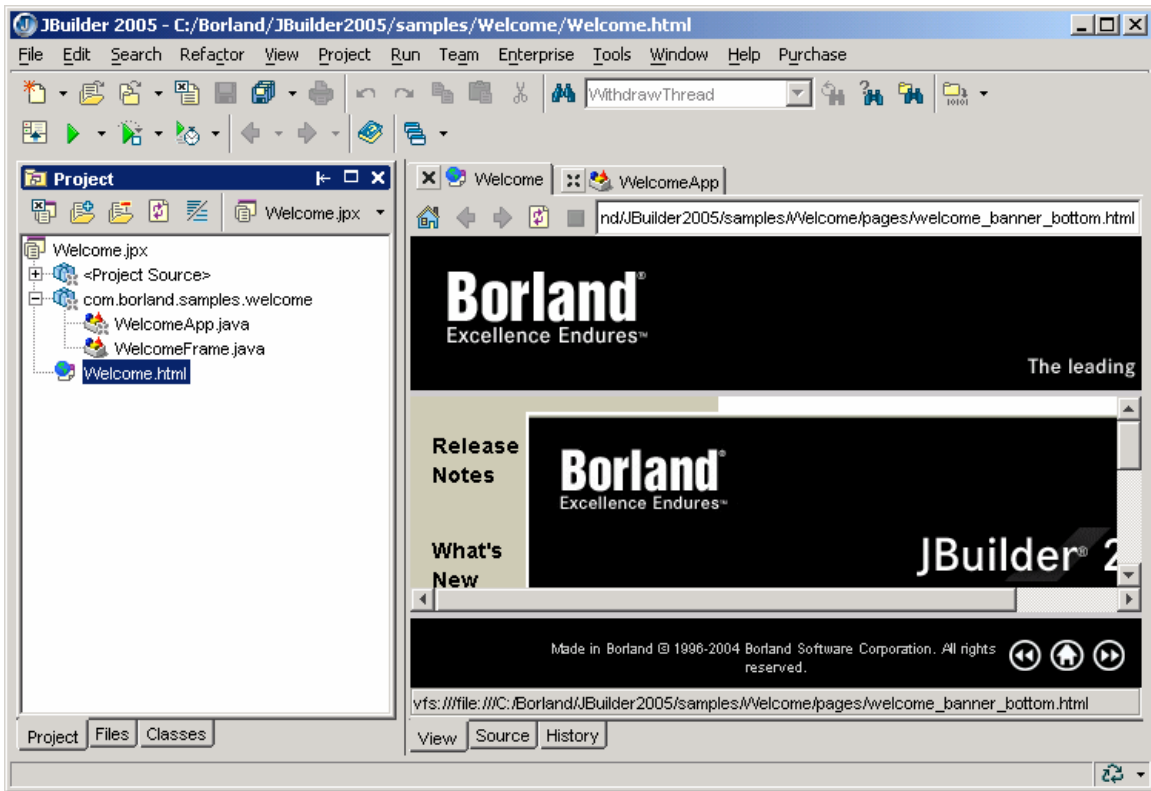 JBuilder 2005 - C:/Borland/JBuilder2005/samples/Welcome/Welcome.html
File Edit Search Refactor View Project Run Team Enterprise Tools Window Help Purchase
WithdrawThread
Project
Welcome.jpx
Welcome.jpx
<Project Source>
com.borland.samples.welcome
WelcomeApp.java
WelcomeFrame.java
Welcome.html
Project Files Classes
Welcome WelcomeApp
nd/JBuilder2005/samples/Welcome/pages/welcome_banner_bottom.html
Borland®
Excellence Endures™
The leading
Release
Notes
What's
New
Borland®
Excellence Endures™
JBuilder® 2
Made in Borland © 1996-2004 Borland Software Corporation. All rights
reserved.
vfs:///file:///C:/Borland/JBuilder2005/samples/Welcome/pages/welcome_banner_bottom.html
View Source History